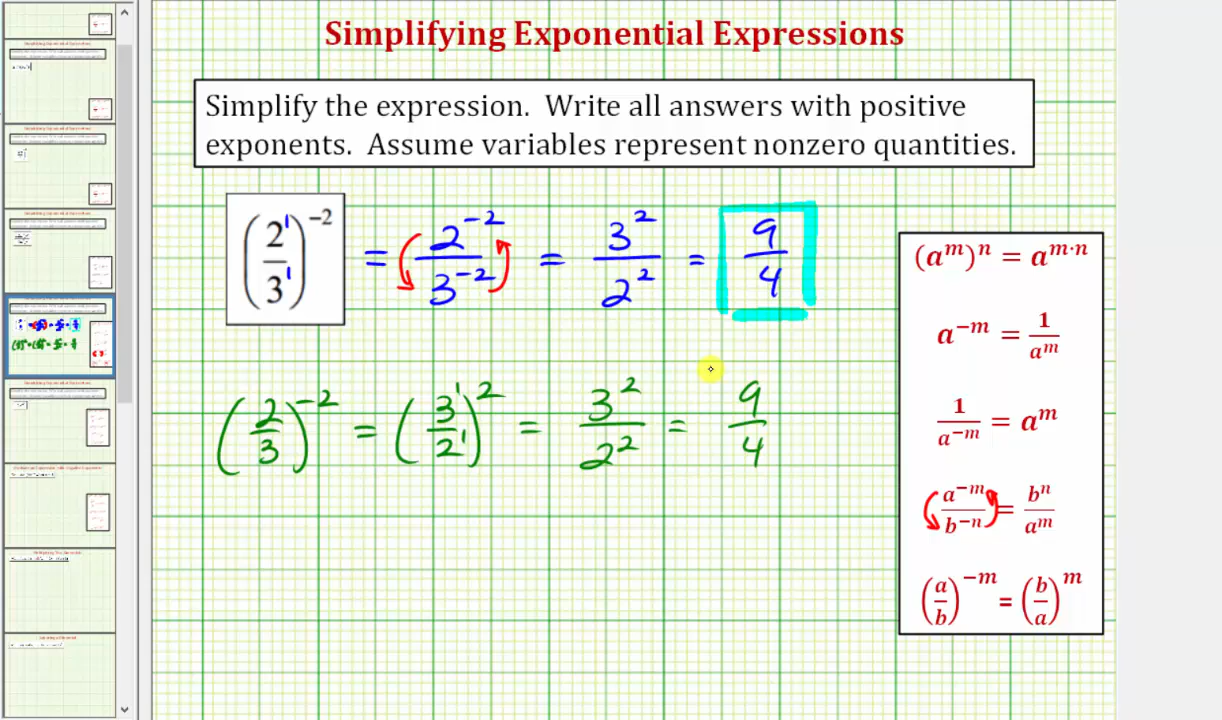 Simplifying Exponential Expressions
Simplify the expression. Write all answers with positive
exponents. Assume variables represent nonzero quantities.
(2¹/3¹)⁻² = 2⁻²/3⁻² = 3²/2² = 9/4
(2/3)⁻² = (3¹/2¹)² = 3²/2² = 9/4
(aᵐ)ⁿ = aᵐ·ⁿ
a⁻ᵐ = 1/aᵐ
1/a⁻ᵐ = aᵐ
a⁻ᵐ/b⁻ⁿ = bⁿ/aᵐ
(a/b)⁻ᵐ = (b/a)ᵐ